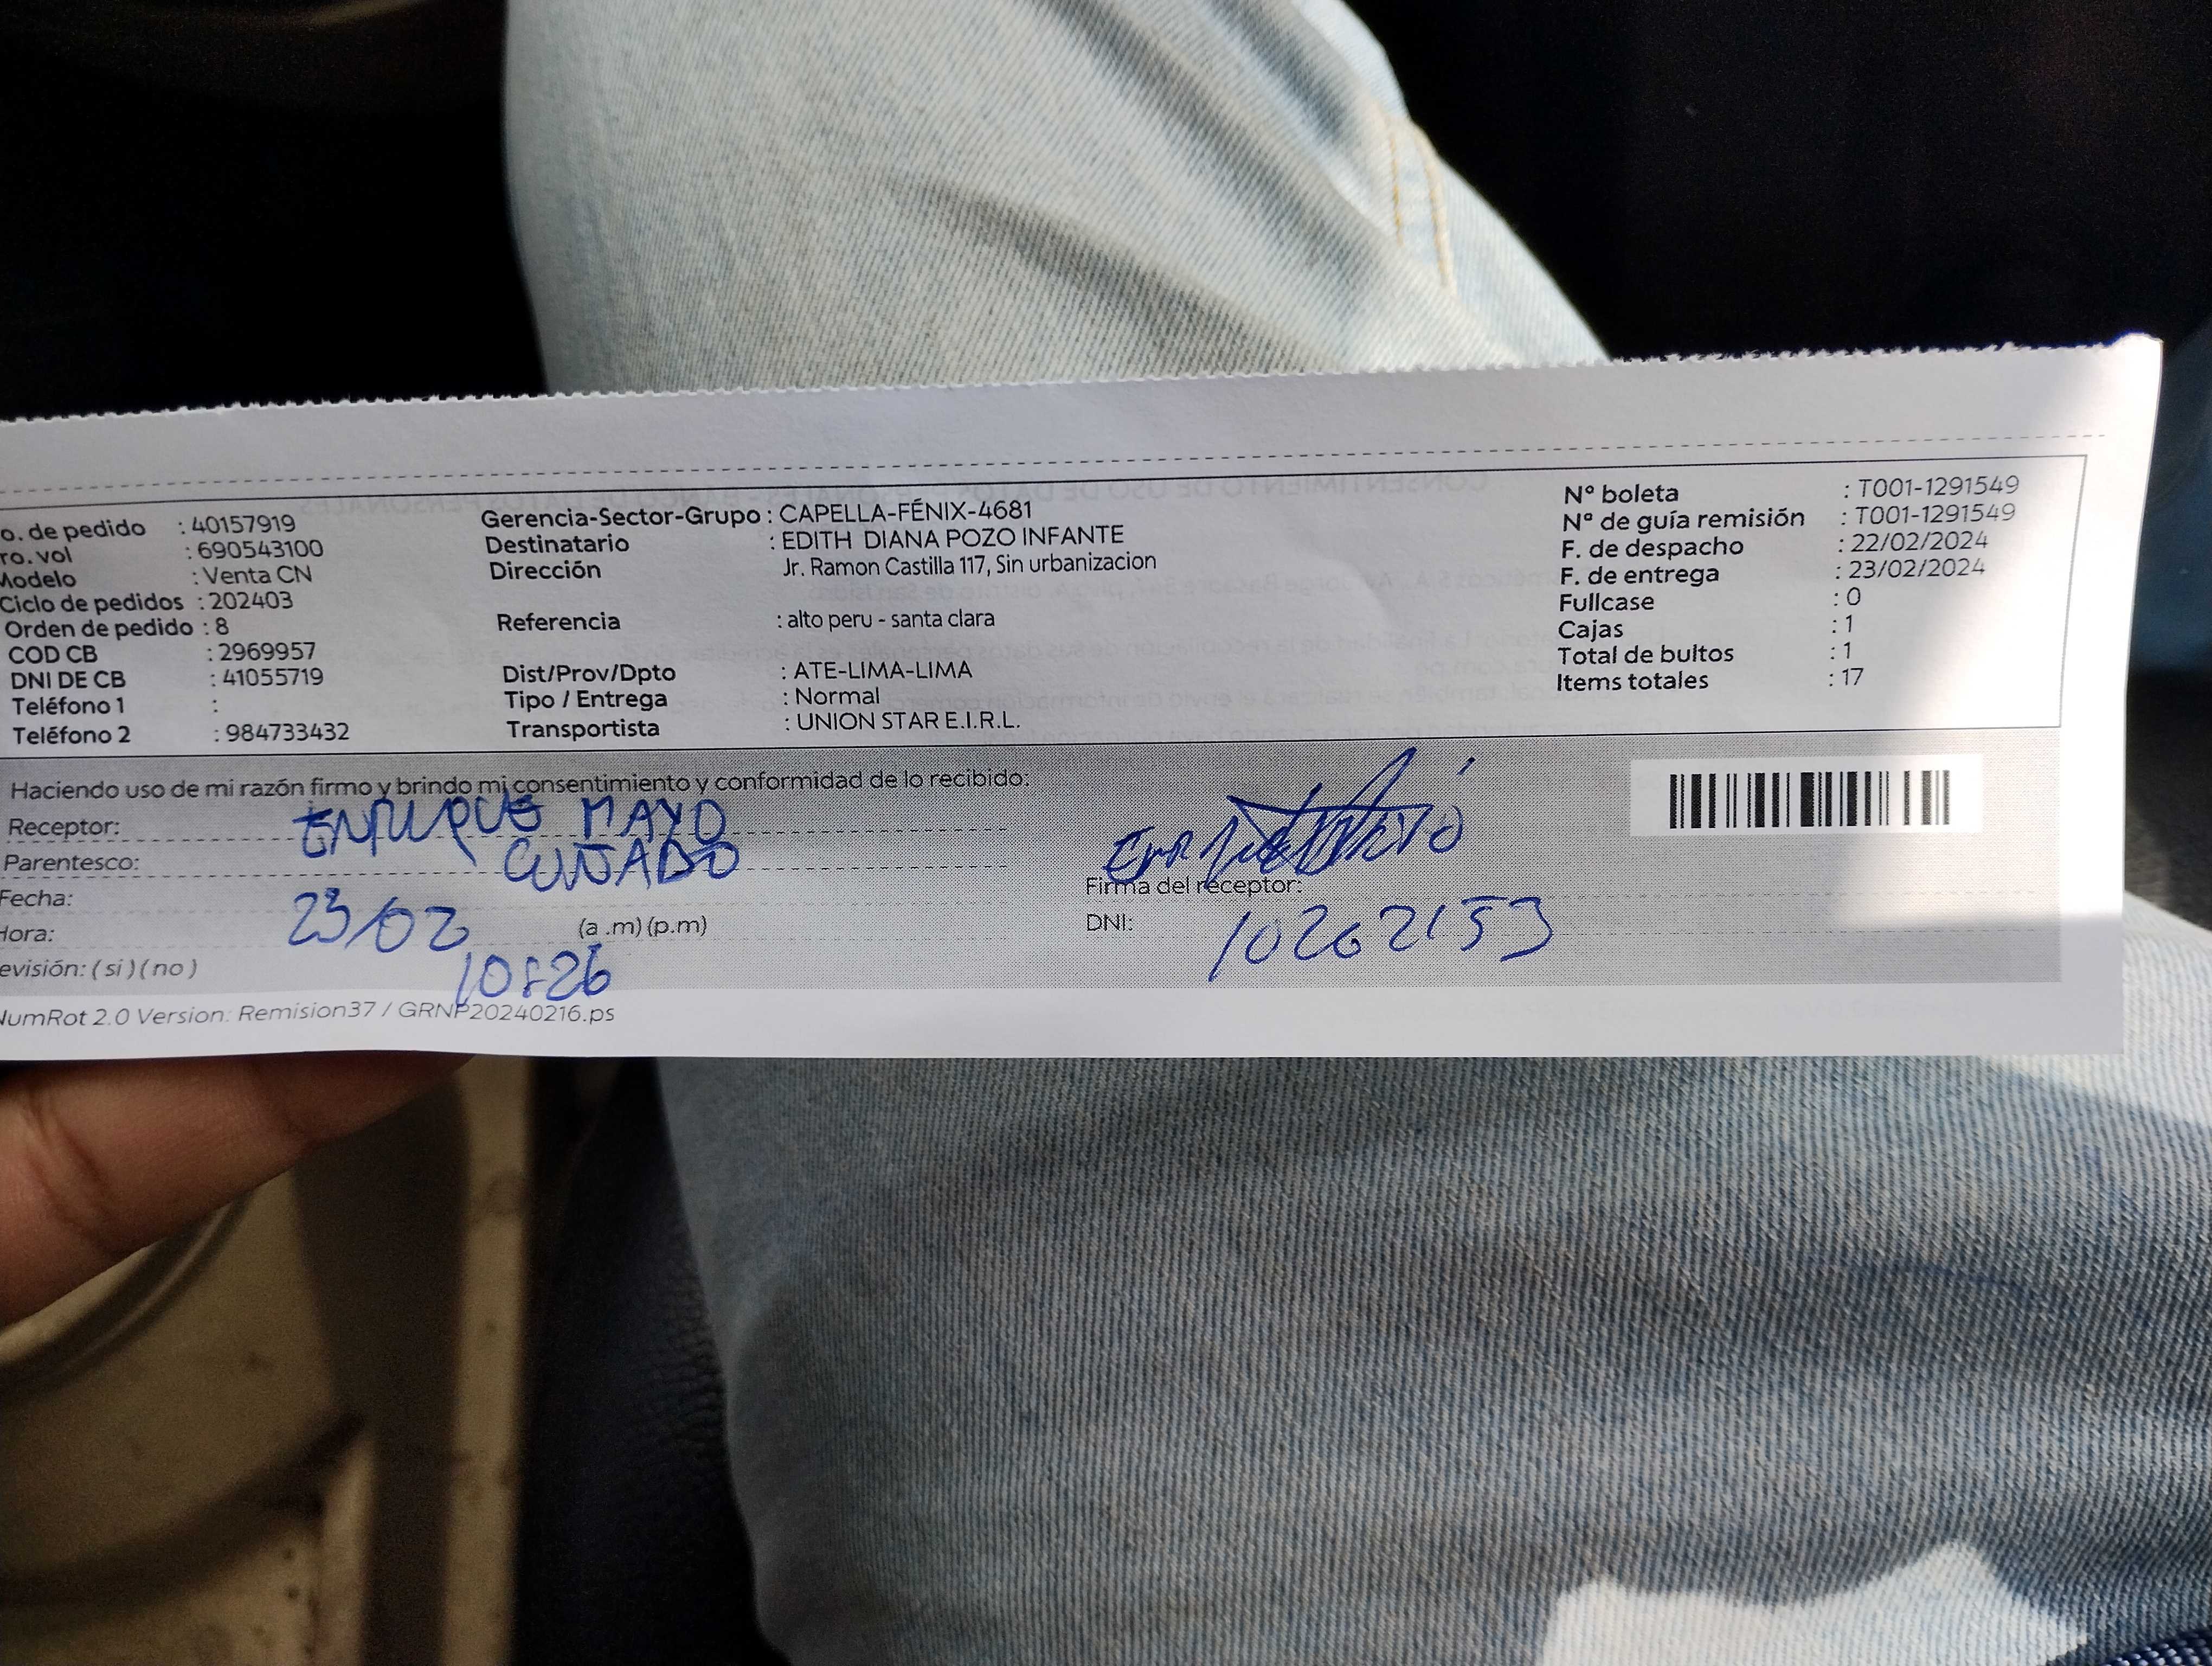 o. de pedido : 40157919
ro. vol : 690543100
Modelo : Venta CN
Ciclo de pedidos : 202403
Orden de pedido : 8
COD CB : 2969957
DNI DE CB : 41055719
Teléfono 1 :
Teléfono 2 : 984733432
Gerencia-Sector-Grupo : CAPELLA-FÉNIX-4681
Destinatario : EDITH DIANA POZO INFANTE
Dirección Jr. Ramon Castilla 117, Sin urbanizacion
Referencia : alto peru - santa clara
Dist/Prov/Dpto : ATE-LIMA-LIMA
Tipo / Entrega : Normal
Transportista : UNION STAR E.I.R.L.
Nº boleta : T001-1291549
Nº de guía remisión : T001-1291549
F. de despacho : 22/02/2024
F. de entrega : 23/02/2024
Fullcase : 0
Cajas : 1
Total de bultos : 1
Items totales : 17
Haciendo uso de mi razón firmo y brindo mi consentimiento y conformidad de lo recibido:
Receptor: ENRIQUE MAYO
Parentesco: CUÑADO
Fecha: 23/02
Hora: (a .m) (p.m) 10:26
evisión: ( si ) ( no )
Firma del receptor:
DNI: 10262153
NumRot 2.0 Version: Remision37 / GRNP20240216.ps